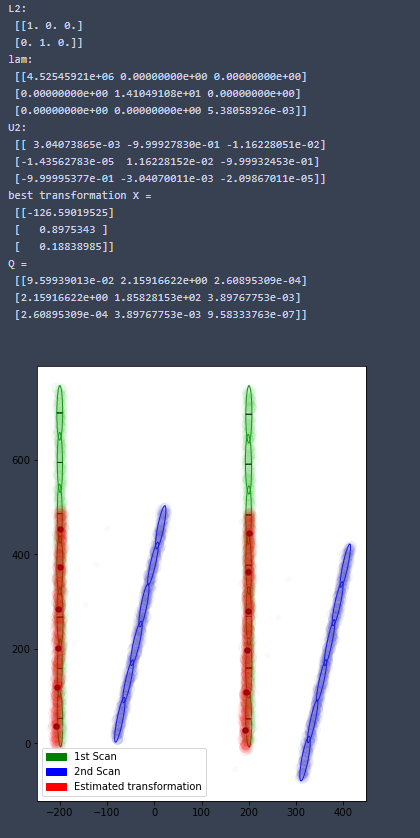 L2:
[[1. 0. 0.]
[0. 1. 0.]]
lam:
[[4.52545921e+06 0.00000000e+00 0.00000000e+00]
[0.00000000e+00 1.41049108e+01 0.00000000e+00]
[0.00000000e+00 0.00000000e+00 5.38058926e-03]]
U2:
[[ 3.04073865e-03 -9.99927830e-01 -1.16228051e-02]
[-1.43562783e-05  1.16228152e-02 -9.99932453e-01]
[-9.99995377e-01 -3.04070011e-03 -2.09867011e-05]]
best transformation X =
[[-126.59019525]
[   0.8975343 ]
[   0.18838985]]
Q =
[[9.59939013e-02 2.15916622e+00 2.60895309e-04]
[2.15916622e+00 1.85828153e+02 3.89767753e-03]
[2.60895309e-04 3.89767753e-03 9.58333763e-07]]
600
400
200
0
1st Scan
2nd Scan
Estimated transformation
−200 −100 0 100 200 300 400